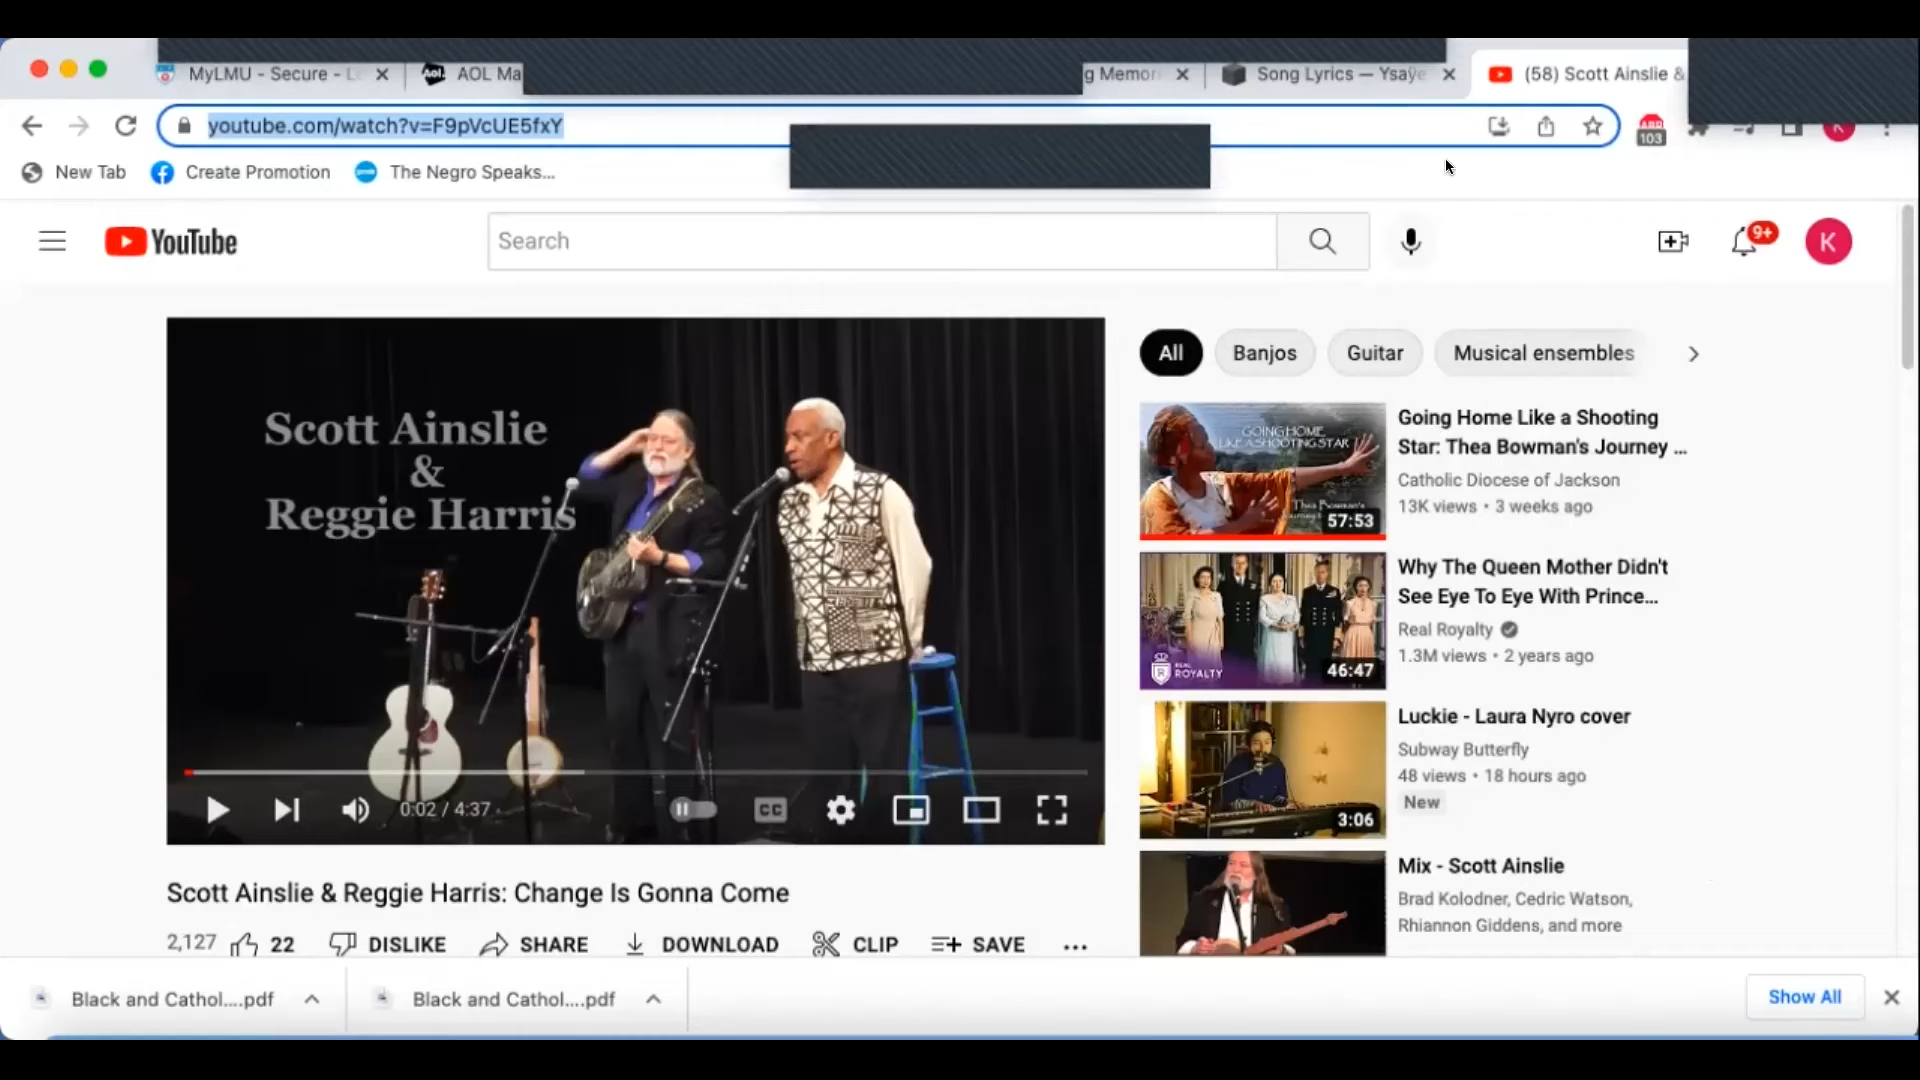 MyLMU - Secure - L
AOL Ma
g Memor
Song Lyrics — Ysaÿe
(58) Scott Ainslie &
youtube.com/watch?v=F9pVcUE5fxY
103
New Tab
Create Promotion
The Negro Speaks...
YouTube
Search
9+
K
Scott Ainslie
&
Reggie Harris
0:02 / 4:37
CC
All
Banjos
Guitar
Musical ensembles
GOING HOME
LIKE A SHOOTING STAR
Thea Bowman's
57:53
Going Home Like a Shooting
Star: Thea Bowman's Journey ...
Catholic Diocese of Jackson
13K views • 3 weeks ago
REAL
ROYALTY
46:47
Why The Queen Mother Didn't
See Eye To Eye With Prince...
Real Royalty
1.3M views • 2 years ago
3:06
Luckie - Laura Nyro cover
Subway Butterfly
48 views • 18 hours ago
New
Mix - Scott Ainslie
Brad Kolodner, Cedric Watson,
Rhiannon Giddens, and more
Scott Ainslie & Reggie Harris: Change Is Gonna Come
2,127
22
DISLIKE
SHARE
DOWNLOAD
CLIP
SAVE
Black and Cathol....pdf
Black and Cathol....pdf
Show All